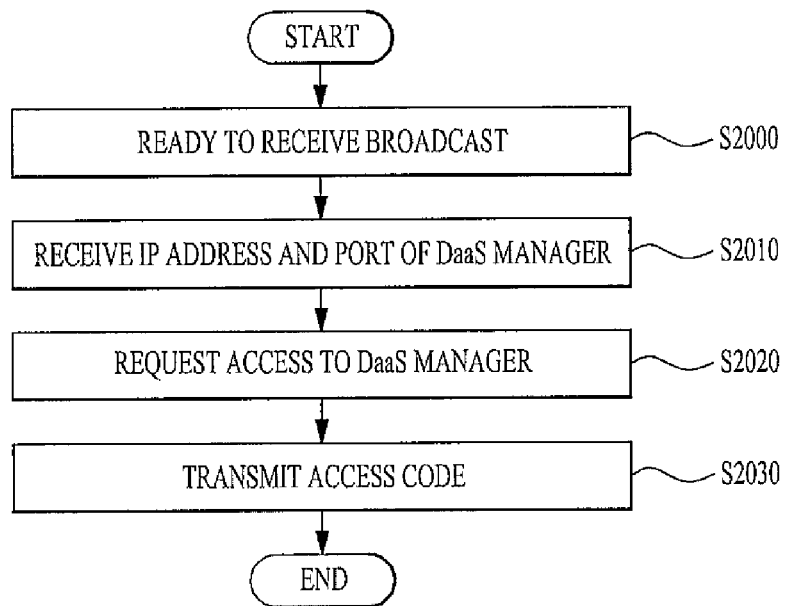 START
READY TO RECEIVE BROADCAST
S2000
RECEIVE IP ADDRESS AND PORT OF DaaS MANAGER
S2010
REQUEST ACCESS TO DaaS MANAGER
S2020
TRANSMIT ACCESS CODE
S2030
END